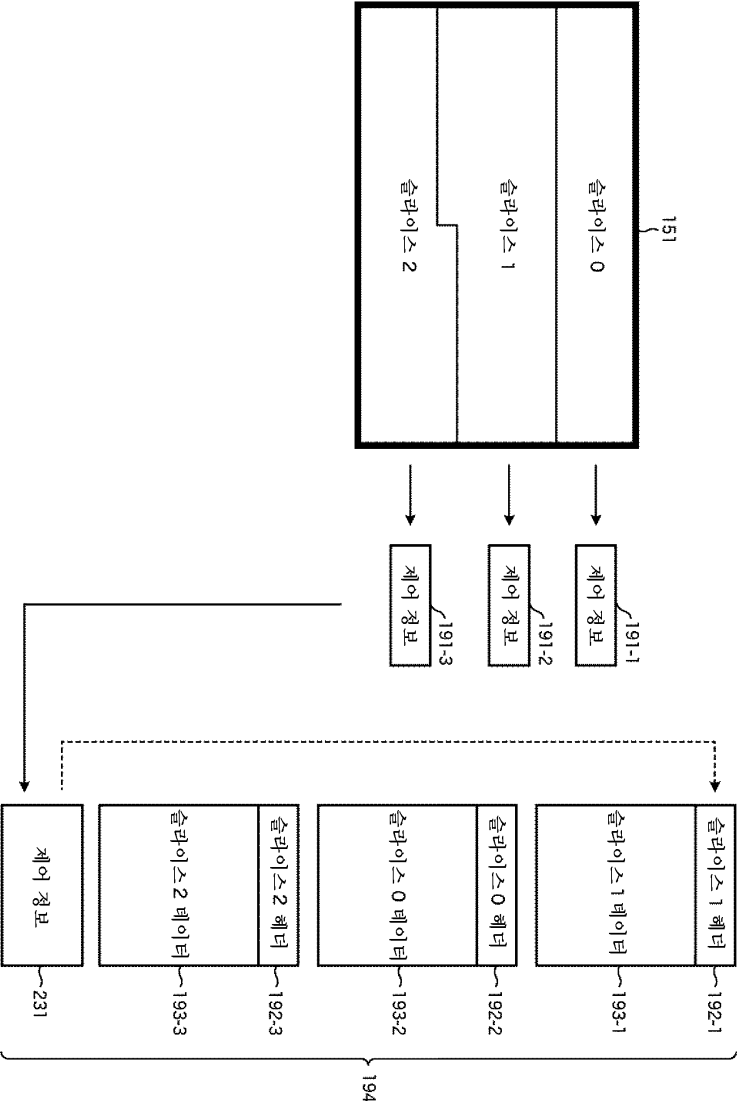 151
슬라이스 0
슬라이스 1
슬라이스 2
191-1
제어 정보
191-2
제어 정보
191-3
제어 정보
슬라이스 1 헤더
192-1
슬라이스1 데이터
193-1
슬라이스0 헤더
192-2
슬라이스 0 데이터
193-2
슬라이스2 헤더
192-3
슬라이스2 데이터
193-3
제어 정보
231
194